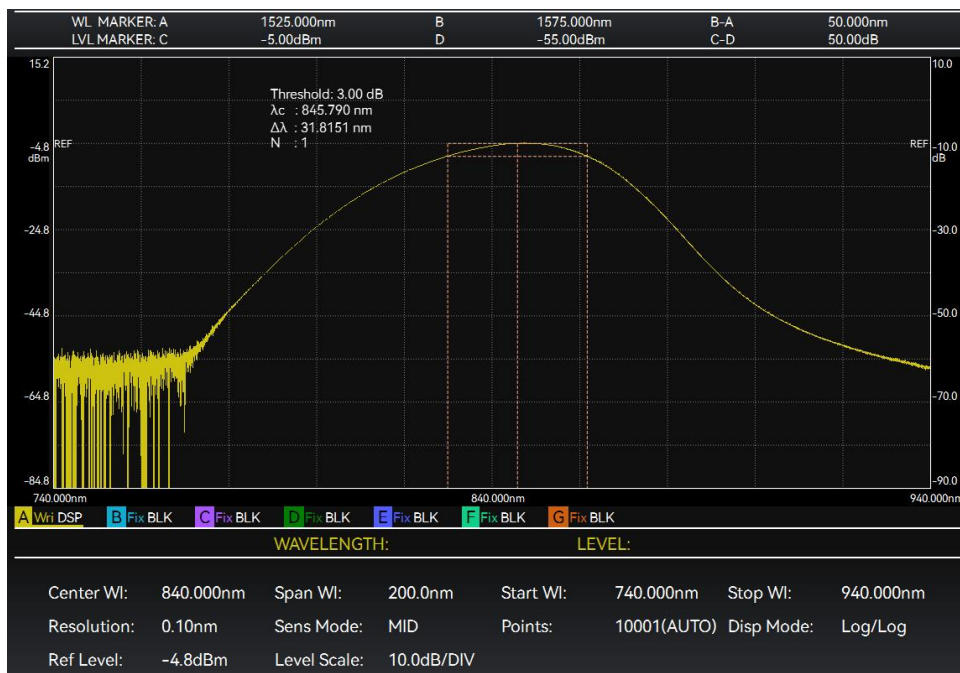 WL MARKER: A 1525.000nm B 1575.000nm B-A 50.000nm
LVL MARKER: C -5.00dBm D -55.00dBm C-D 50.00dB
15.2 10.0
Threshold: 3.00 dB
λc : 845.790 nm
Δλ : 31.8151 nm
N : 1
-4.8 REF REF -10.0
dBm dB
-24.8 -30.0
-44.8 -50.0
-64.8 -70.0
-84.8 -90.0
740.000nm 840.000nm 940.000nm
A Wri DSP B Fix BLK C Fix BLK D Fix BLK E Fix BLK F Fix BLK G Fix BLK
WAVELENGTH: LEVEL:
Center Wl: 840.000nm Span Wl: 200.0nm Start Wl: 740.000nm Stop Wl: 940.000nm
Resolution: 0.10nm Sens Mode: MID Points: 10001(AUTO) Disp Mode: Log/Log
Ref Level: -4.8dBm Level Scale: 10.0dB/DIV